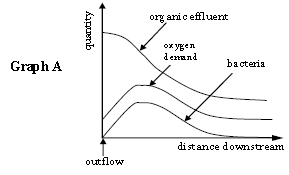 organic effluent
quantity
oxygen
demand
bacteria
Graph A
distance downstream
outflow